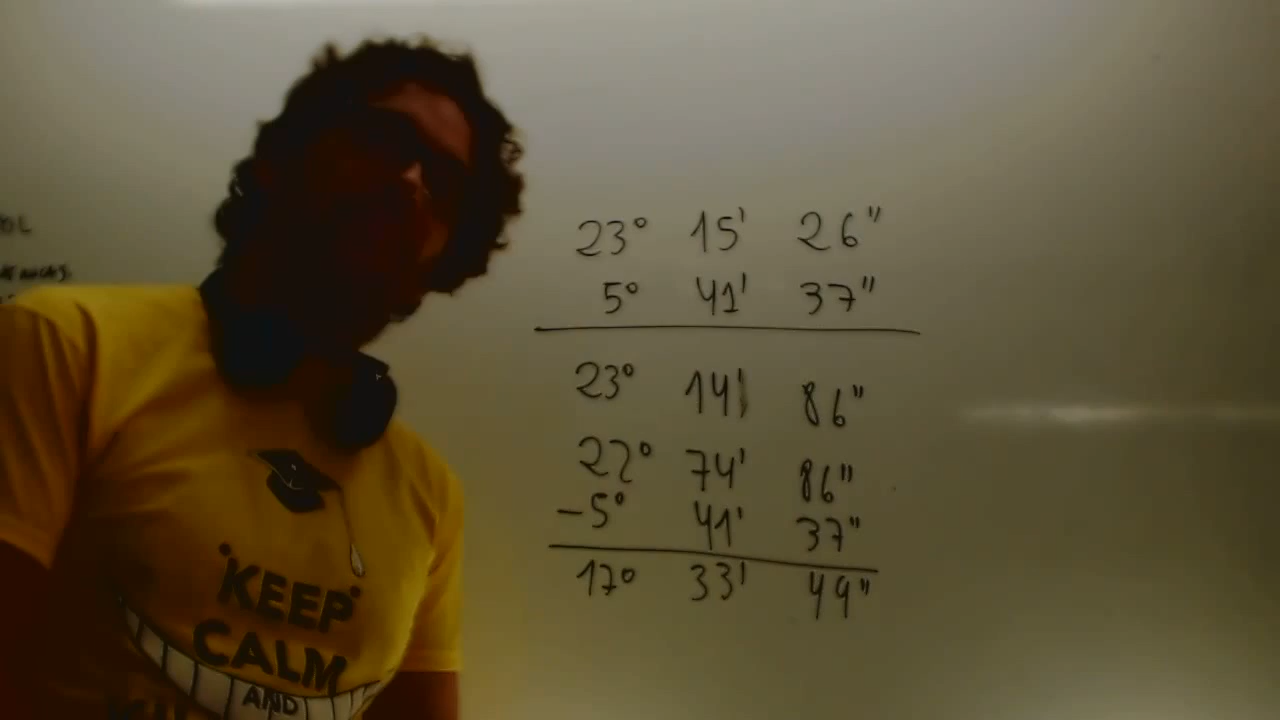 OL
23° 15' 26"
5° 41' 37"
23° 14' 86"
22° 74' 86"
-5° 41' 37"
17° 33' 49"
KEEP
CALM
AND